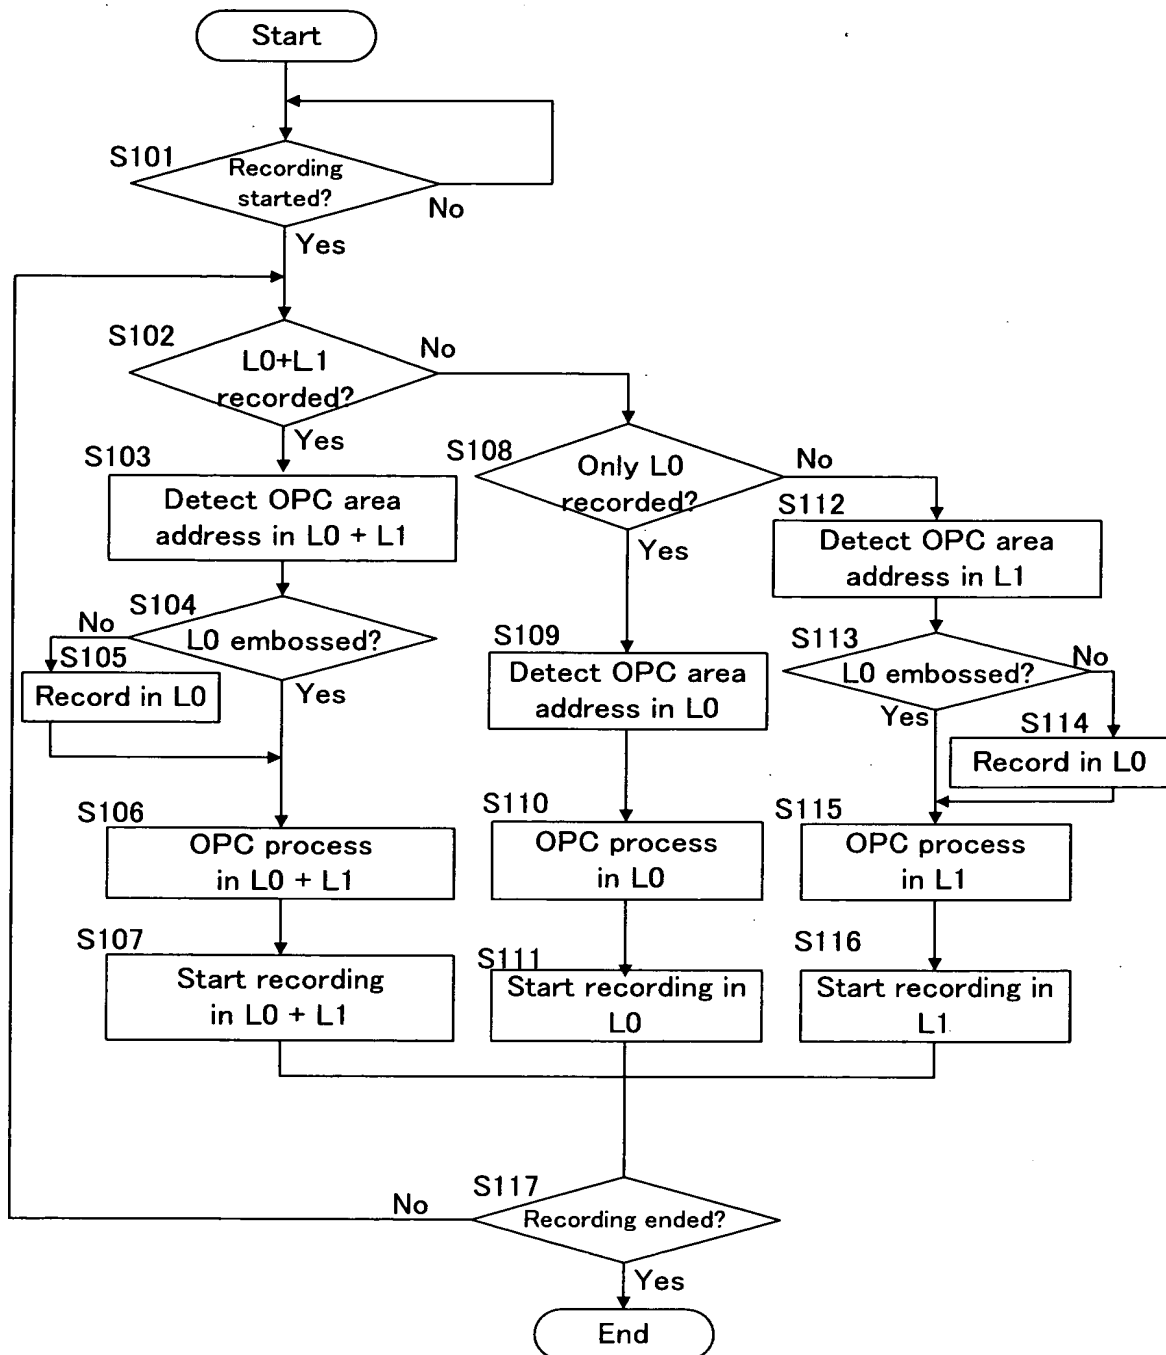 Start
S101
Recording
started?
No
Yes
S102
L0+L1
recorded?
No
Yes
S103
Detect OPC area
address in L0 + L1
S104
No
L0 embossed?
S105
Record in L0
Yes
S106
OPC process
in L0 + L1
S107
Start recording
in L0 + L1
S108
Only L0
recorded?
No
Yes
S109
Detect OPC area
address in L0
S110
OPC process
in L0
S111
Start recording in
L0
S112
Detect OPC area
address in L1
S113
L0 embossed?
No
Yes
S114
Record in L0
S115
OPC process
in L1
S116
Start recording in
L1
S117
No
Recording ended?
Yes
End